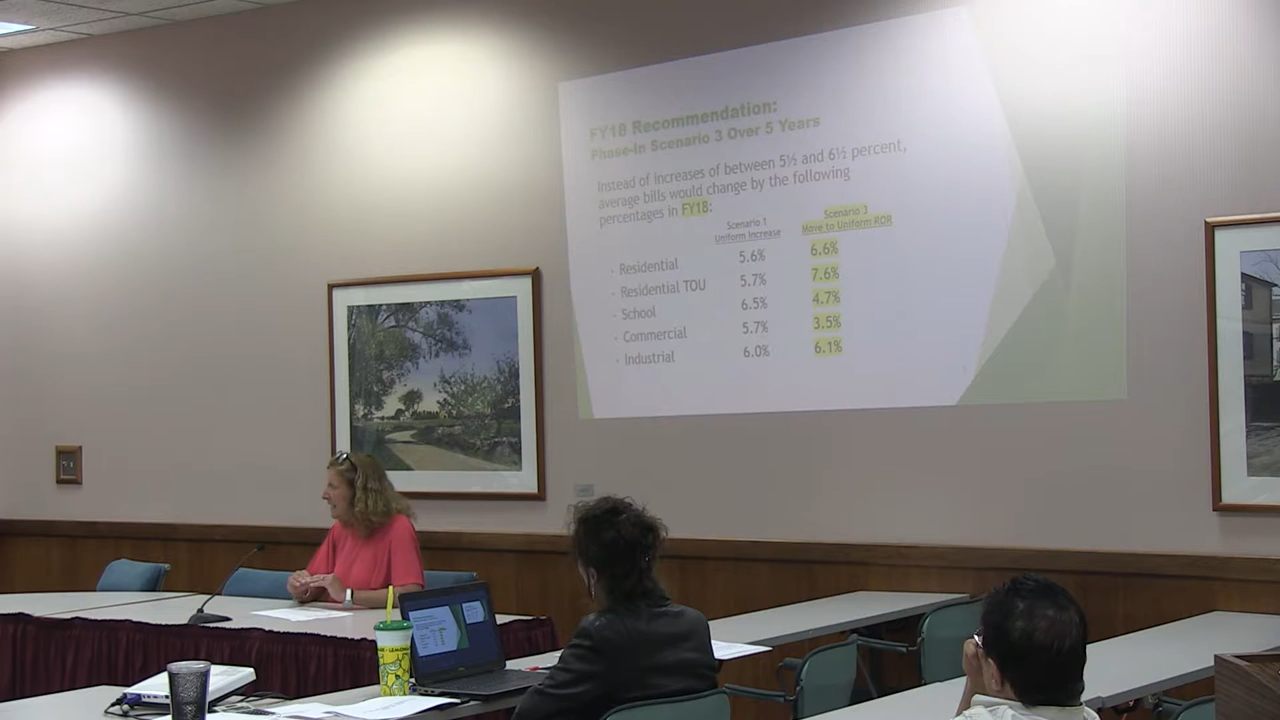 FY18 Recommendation:
Phase-In Scenario 3 Over 5 Years
Instead of increases of between 5½ and 6½ percent,
average bills would change by the following
percentages in FY18:
Scenario 1
Uniform Increase
Scenario 3
Move to Uniform ROR
- Residential 5.6% 6.6%
- Residential TOU 5.7% 7.6%
- School 6.5% 4.7%
- Commercial 5.7% 3.5%
- Industrial 6.0% 6.1%